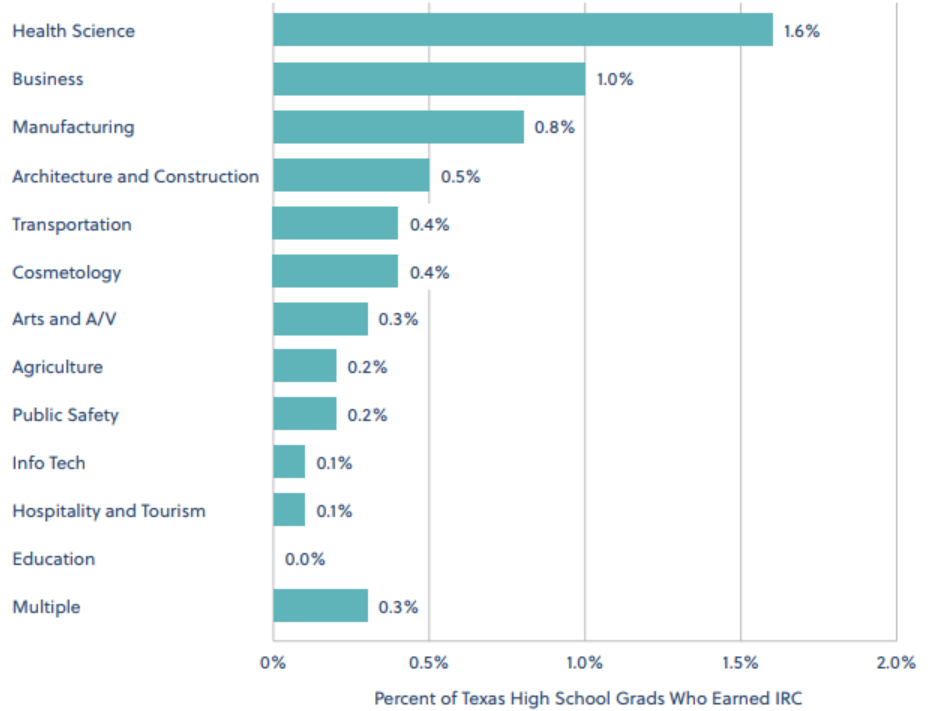 Health Science 1.6%
Business 1.0%
Manufacturing 0.8%
Architecture and Construction 0.5%
Transportation 0.4%
Cosmetology 0.4%
Arts and A/V 0.3%
Agriculture 0.2%
Public Safety 0.2%
Info Tech 0.1%
Hospitality and Tourism 0.1%
Education 0.0%
Multiple 0.3%
0% 0.5% 1.0% 1.5% 2.0%
Percent of Texas High School Grads Who Earned IRC